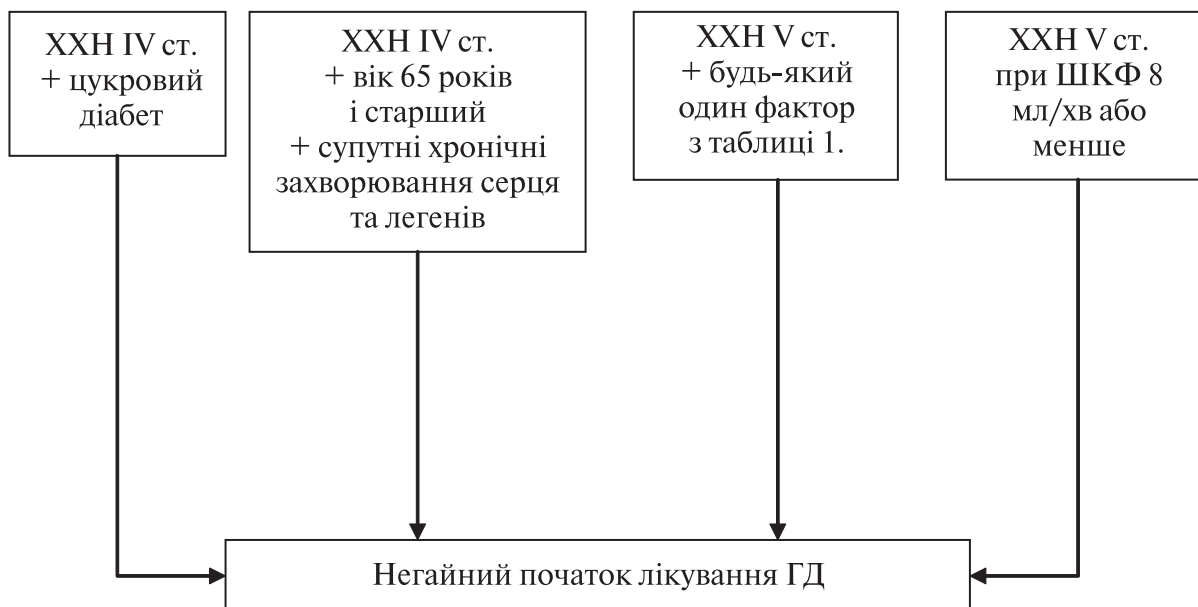 ХХН IV ст.
+ цукровий
діабет
ХХН IV ст.
+ вік 65 років
і старший
+ супутні хронічні
захворювання серця
та легенів
ХХН V ст.
+ будь-який
один фактор
з таблиці 1.
ХХН V ст.
при ШКФ 8
мл/хв або
менше
Негайний початок лікування ГД